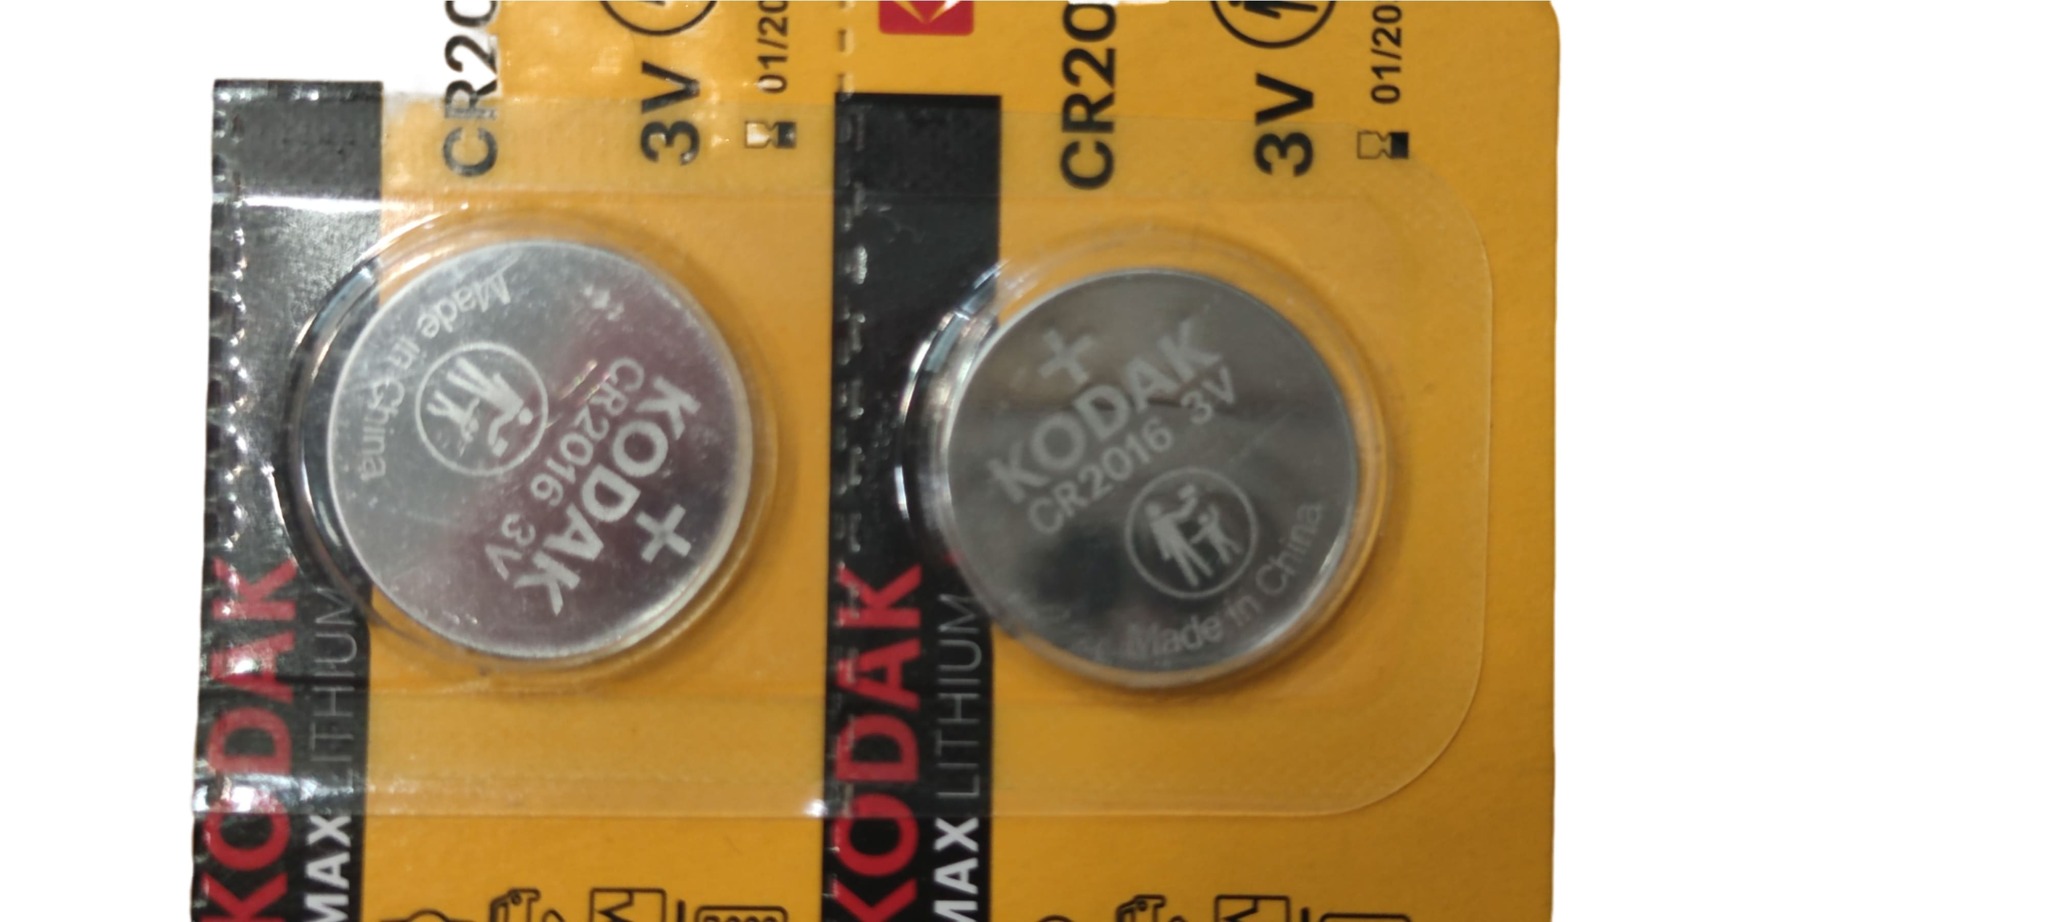 CR20
3V
01/20
CR20
3V
01/20
+
KODAK
CR2016 3V
Made in China
+
KODAK
CR2016 3V
Made in China
KODAK
MAX LITHIUM
KODAK
MAX LITHIUM